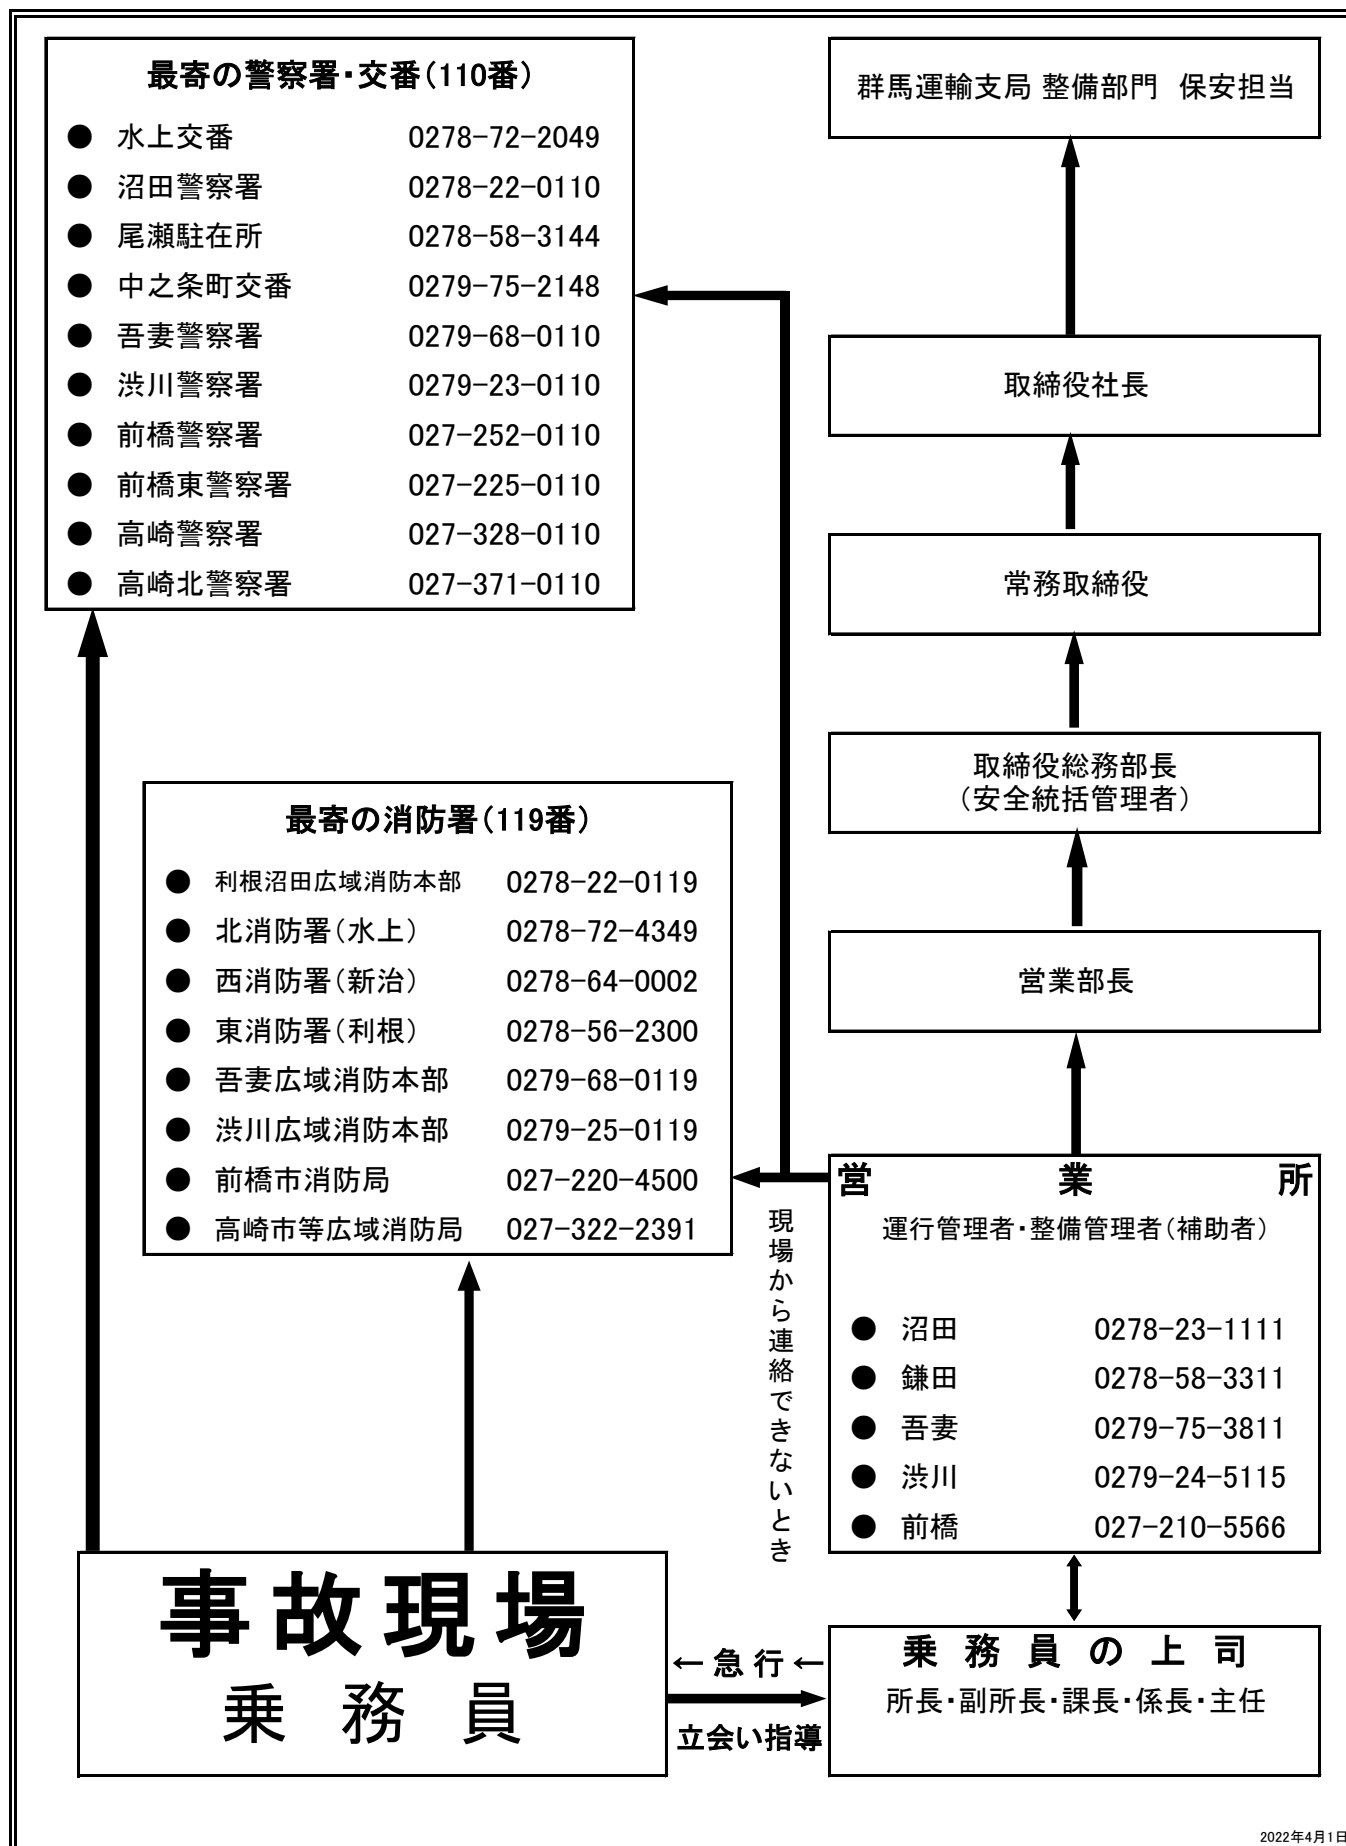 最寄の警察署・交番(110番)
● 水上交番 0278-72-2049
● 沼田警察署 0278-22-0110
● 尾瀬駐在所 0278-58-3144
● 中之条町交番 0279-75-2148
● 吾妻警察署 0279-68-0110
● 渋川警察署 0279-23-0110
● 前橋警察署 027-252-0110
● 前橋東警察署 027-225-0110
● 高崎警察署 027-328-0110
● 高崎北警察署 027-371-0110
群馬運輸支局 整備部門 保安担当
取締役社長
常務取締役
取締役総務部長
(安全統括管理者)
営業部長
最寄の消防署(119番)
● 利根沼田広域消防本部 0278-22-0119
● 北消防署(水上) 0278-72-4349
● 西消防署(新治) 0278-64-0002
● 東消防署(利根) 0278-56-2300
● 吾妻広域消防本部 0279-68-0119
● 渋川広域消防本部 0279-25-0119
● 前橋市消防局 027-220-4500
● 高崎市等広域消防局 027-322-2391
現場から連絡できないとき
営業所
運行管理者・整備管理者(補助者)
● 沼田 0278-23-1111
● 鎌田 0278-58-3311
● 吾妻 0279-75-3811
● 渋川 0279-24-5115
● 前橋 027-210-5566
事故現場
乗務員
←急行←
立会い指導
乗務員の上司
所長・副所長・課長・係長・主任
2022年4月1日